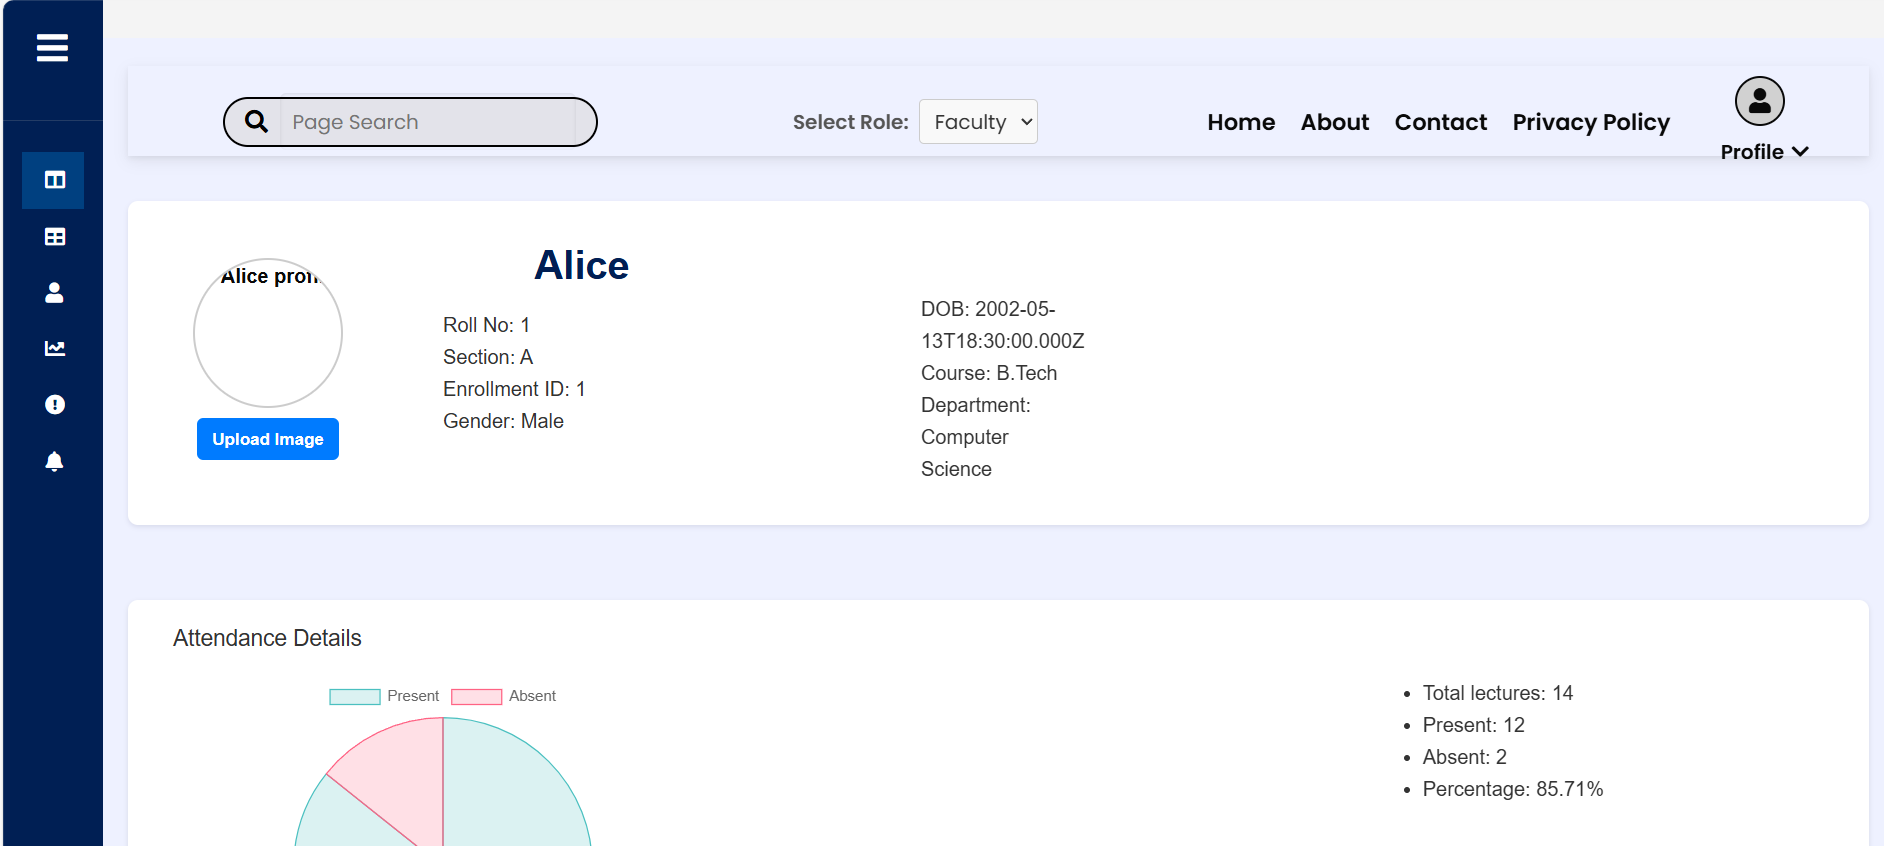 Page Search
Select Role: Faculty
Home About Contact Privacy Policy
Profile
Alice
Alice
Roll No: 1
Section: A
Enrollment ID: 1
Gender: Male
DOB: 2002-05-
13T18:30:00.000Z
Course: B.Tech
Department:
Computer
Science
Upload Image
Attendance Details
Present Absent
Total lectures: 14
Present: 12
Absent: 2
Percentage: 85.71%